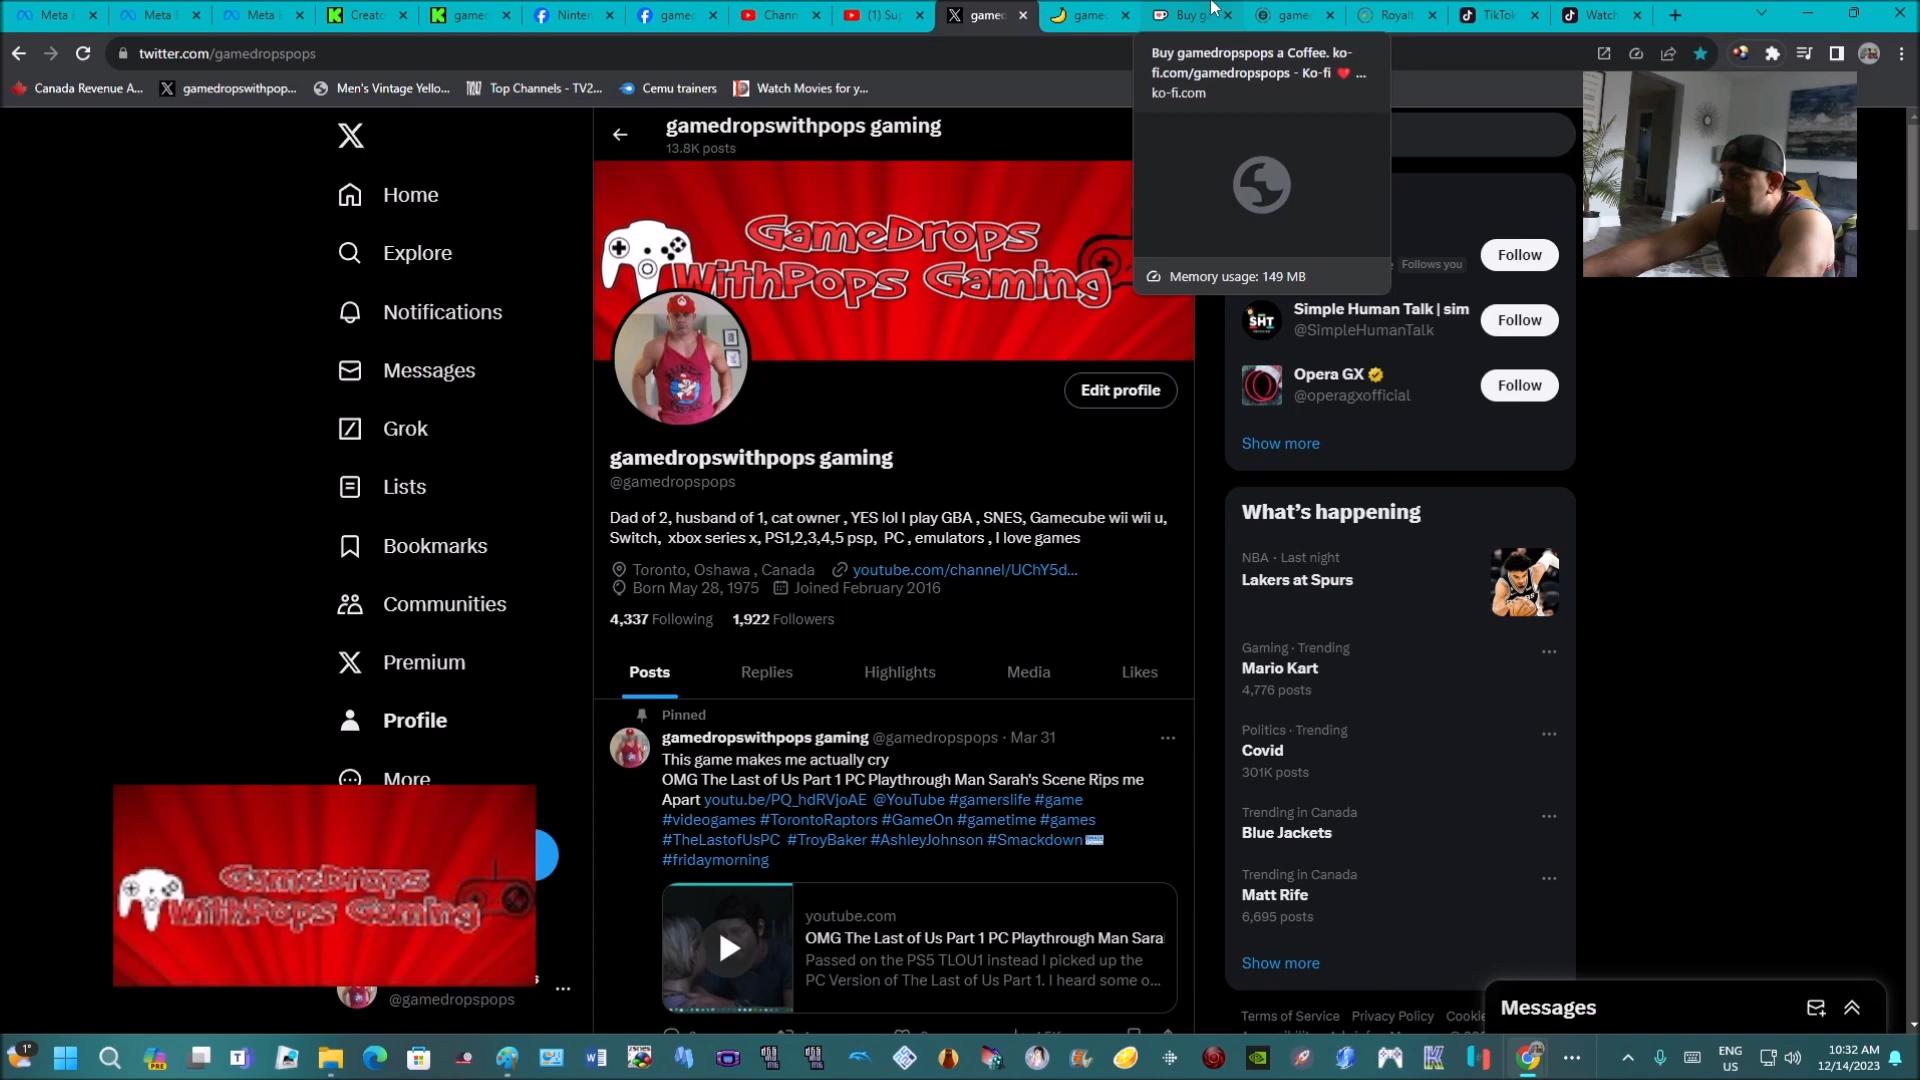 Meta
Meta
Meta
Creato
gamed
Ninten
gamed
Chann
(1) Su
gamed
game
Buy g
game
Royalt
TikTok
Watch
twitter.com/gamedropspops
Canada Revenue A...
gamedropswithpop...
Men's Vintage Yello...
Top Channels - TV2...
Cemu trainers
Watch Movies for y...
Buy gamedropspops a Coffee. ko-
fi.com/gamedropspops - Ko-fi ❤️ ...
ko-fi.com
Memory usage: 149 MB
Home
Explore
Notifications
Messages
Grok
Lists
Bookmarks
Communities
Premium
Profile
More
@gamedropspops
gamedropswithpops gaming
13.8K posts
GameDrops
WithPops Gaming
Edit profile
gamedropswithpops gaming
@gamedropspops
Dad of 2, husband of 1, cat owner , YES lol I play GBA , SNES, Gamecube wii wii u,
Switch, xbox series x, PS1,2,3,4,5 psp, PC , emulators , I love games
Toronto, Oshawa , Canada youtube.com/channel/UChY5d...
Born May 28, 1975 Joined February 2016
4,337 Following 1,922 Followers
Posts Replies Highlights Media Likes
Pinned
gamedropswithpops gaming @gamedropspops · Mar 31
This game makes me actually cry
OMG The Last of Us Part 1 PC Playthrough Man Sarah's Scene Rips me
Apart youtu.be/PQ_hdRVjoAE @YouTube #gamerslife #game
#videogames #TorontoRaptors #GameOn #gametime #games
#TheLastofUsPC #TroyBaker #AshleyJohnson #Smackdown
#fridaymorning
youtube.com
OMG The Last of Us Part 1 PC Playthrough Man Sara
Passed on the PS5 TLOU1 instead I picked up the
PC Version of The Last of Us Part 1. I heard some o...
GameDrops
WithPops Gaming
Follows you
Follow
Simple Human Talk | sim
@SimpleHumanTalk
Follow
Opera GX
@operagxofficial
Follow
Show more
What's happening
NBA · Last night
Lakers at Spurs
Gaming · Trending
Mario Kart
4,776 posts
Politics · Trending
Covid
301K posts
Trending in Canada
Blue Jackets
Trending in Canada
Matt Rife
6,695 posts
Show more
Terms of Service Privacy Policy Cookie
Messages
ENG
US
10:32 AM
12/14/2023